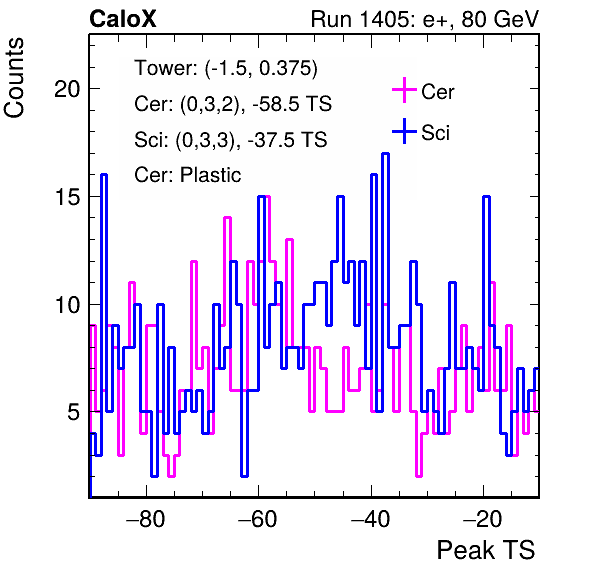 CaloX Run 1405: e+, 80 GeV
Counts
Tower: (-1.5, 0.375)
Cer: (0,3,2), -58.5 TS
Sci: (0,3,3), -37.5 TS
Cer: Plastic
Cer
Sci
20
15
10
5
−80 −60 −40 −20
Peak TS